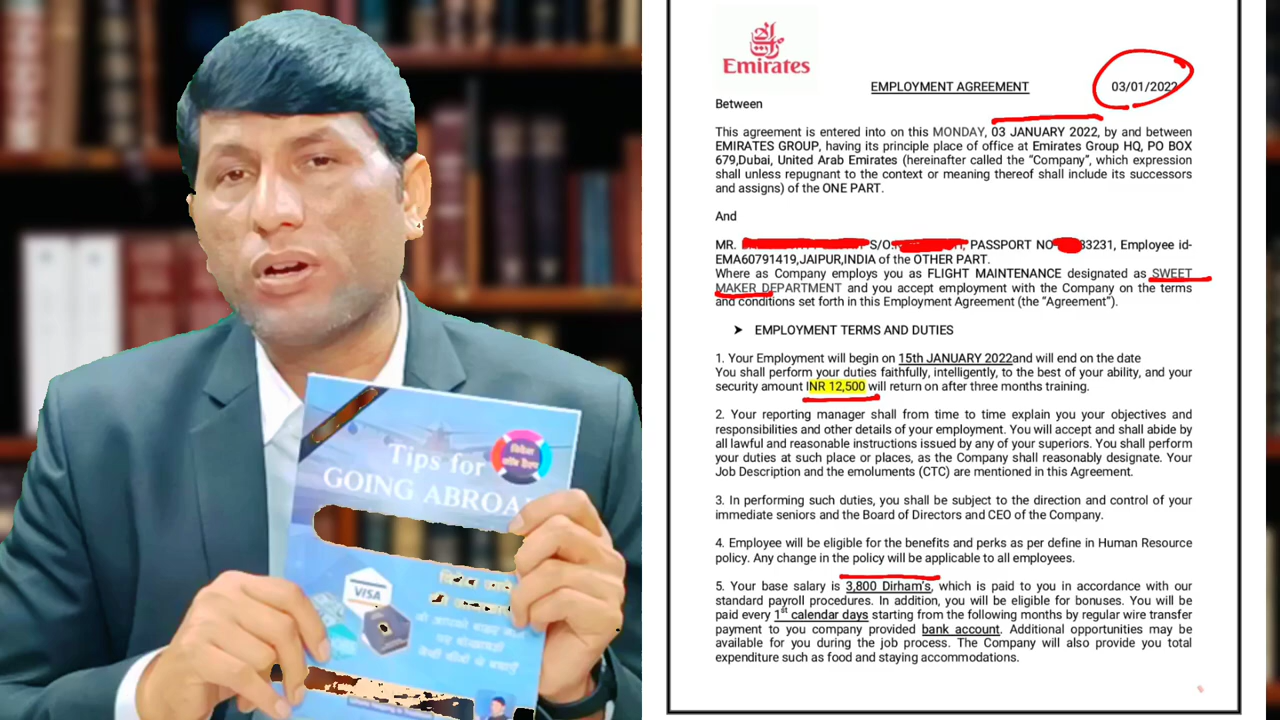 Tips for
GOING ABROA
VISA
Emirates
EMPLOYMENT AGREEMENT
03/01/2022
Between
This agreement is entered into on this MONDAY, 03 JANUARY 2022, by and between
EMIRATES GROUP, having its principle place of office at Emirates Group HQ, PO BOX
679,Dubai, United Arab Emirates (hereinafter called the “Company”, which expression
shall unless repugnant to the context or meaning thereof shall include its successors
and assigns) of the ONE PART.
And
MR. S/O. PASSPORT NO 83231, Employee id-
EMA60791419,JAIPUR,INDIA of the OTHER PART.
Where as Company employs you as FLIGHT MAINTENANCE designated as SWEET
MAKER DEPARTMENT and you accept employment with the Company on the terms
and conditions set forth in this Employment Agreement (the “Agreement”).
➤ EMPLOYMENT TERMS AND DUTIES
1. Your Employment will begin on 15th JANUARY 2022and will end on the date
You shall perform your duties faithfully, intelligently, to the best of your ability, and your
security amount INR 12,500 will return on after three months training.
2. Your reporting manager shall from time to time explain you your objectives and
responsibilities and other details of your employment. You will accept and shall abide by
all lawful and reasonable instructions issued by any of your superiors. You shall perform
your duties at such place or places, as the Company shall reasonably designate. Your
Job Description and the emoluments (CTC) are mentioned in this Agreement.
3. In performing such duties, you shall be subject to the direction and control of your
immediate seniors and the Board of Directors and CEO of the Company.
4. Employee will be eligible for the benefits and perks as per define in Human Resource
policy. Any change in the policy will be applicable to all employees.
5. Your base salary is 3,800 Dirham’s, which is paid to you in accordance with our
standard payroll procedures. In addition, you will be eligible for bonuses. You will be
paid every 1st calendar days starting from the following months by regular wire transfer
payment to you company provided bank account. Additional opportunities may be
available for you during the job process. The Company will also provide you total
expenditure such as food and staying accommodations.